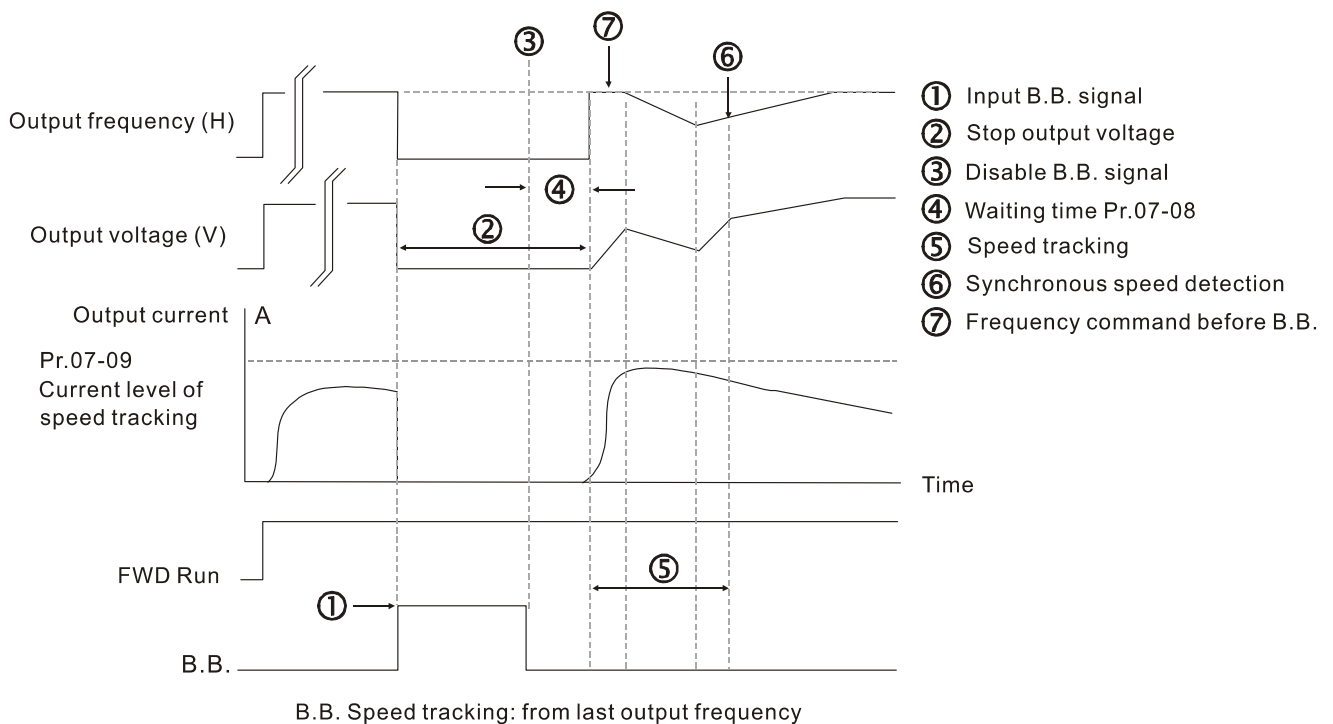 ⑦
③
⑥
Output frequency (H)
① Input B.B. signal
② Stop output voltage
③ Disable B.B. signal
④ Waiting time Pr.07-08
⑤ Speed tracking
⑥ Synchronous speed detection
⑦ Frequency command before B.B.
④
Output voltage (V)
②
Output current
A
Pr.07-09
Current level of
speed tracking
Time
FWD Run
⑤
①
B.B.
B.B. Speed tracking: from last output frequency